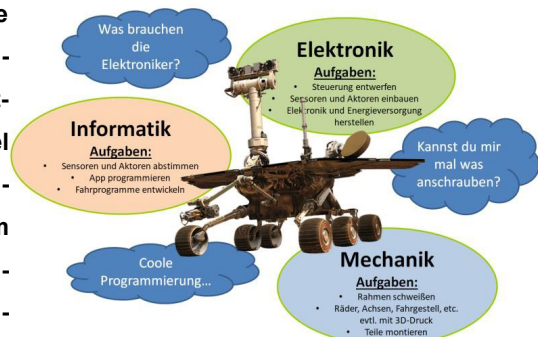 e
-
t-
el
-
m
-
-
Was brauchen
die
Elektroniker?
Elektronik
Aufgaben:
• Steuerung entwerfen
• Sensoren und Aktoren einbauen
• Elektronik und Energieversorgung
herstellen
Informatik
Aufgaben:
• Sensoren und Aktoren abstimmen
• App programmieren
• Fahrprogramme entwickeln
Kannst du mir
mal was
anschrauben?
Coole
Programmierung...
Mechanik
Aufgaben:
• Rahmen schweißen
• Räder, Achsen, Fahrgestell, etc.
evtl. mit 3D-Druck
• Teile montieren